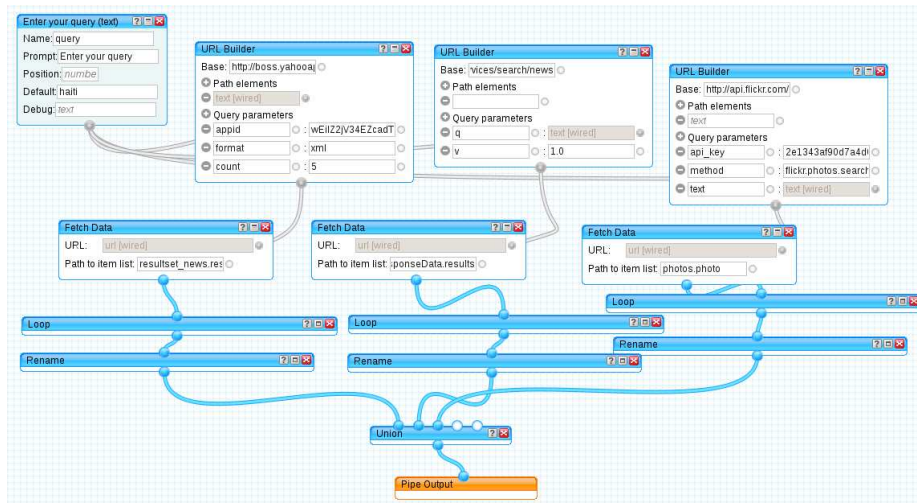 Enter your query (text)
Name: query
Prompt: Enter your query
Position: numbe
Default: haiti
Debug: text
URL Builder
Base: http://boss.yahooap
Path elements
text [wired]
Query parameters
appid : wEiIZ2jV34EZcadT
format : xml
count : 5
URL Builder
Base: vices/search/news
Path elements
Query parameters
q : text [wired]
v : 1.0
URL Builder
Base: http://api.flickr.com/
Path elements
text
Query parameters
api_key : 2e1343af90d7a4d
method : flickr.photos.search
text : text [wired]
Fetch Data
URL: url [wired]
Path to item list: resultset_news.res
Fetch Data
URL: url [wired]
Path to item list: ponseData.results
Fetch Data
URL: url [wired]
Path to item list: photos.photo
Loop
Loop
Loop
Rename
Rename
Rename
Union
Pipe Output